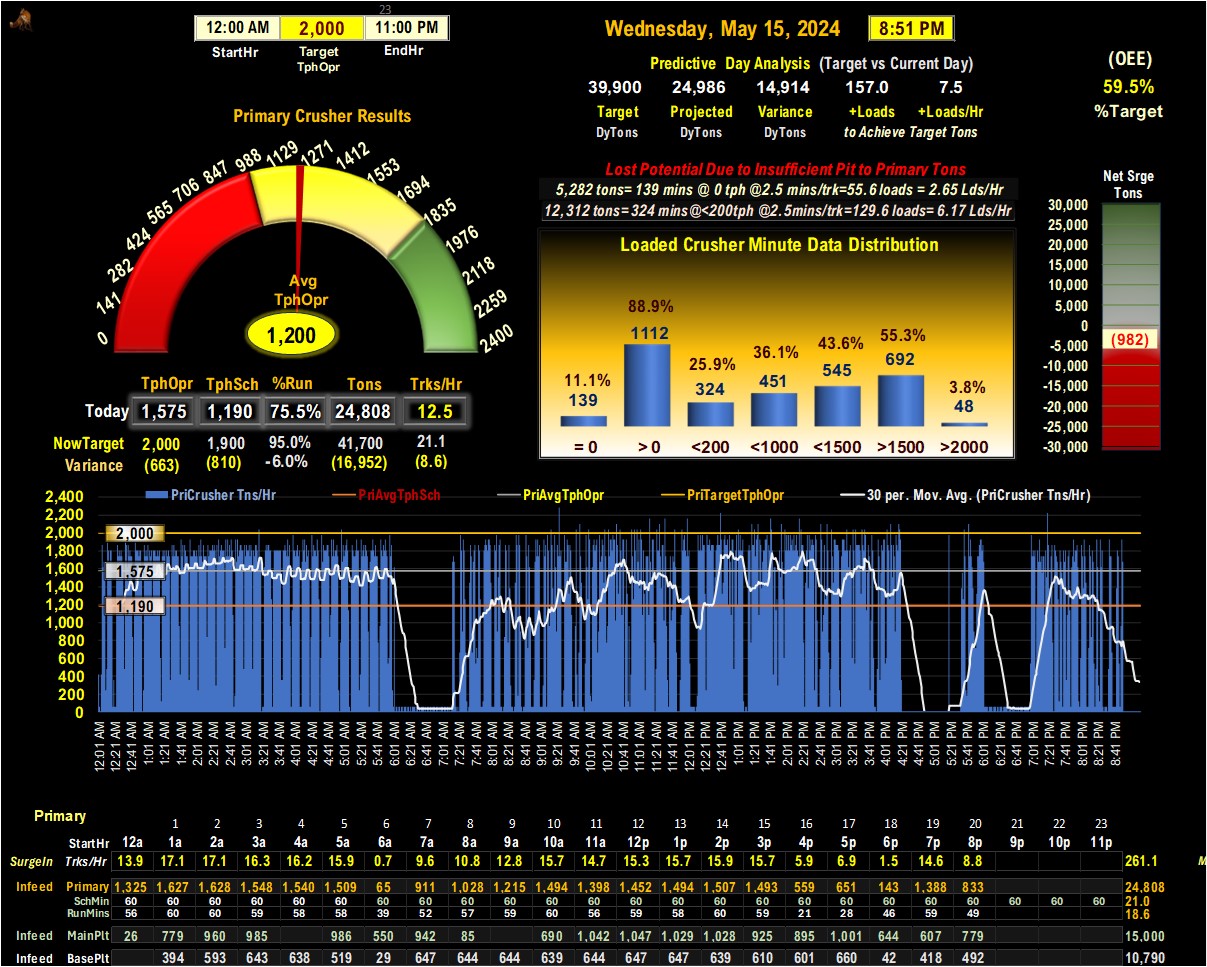 23
12:00 AM 2,000 11:00 PM
StartHr Target TphOpr EndHr
Wednesday, May 15, 2024 8:51 PM
Predictive Day Analysis (Target vs Current Day)
39,900 24,986 14,914 157.0 7.5
Target Projected Variance +Loads +Loads/Hr
DyTons DyTons DyTons to Achieve Target Tons
(OEE)
59.5%
%Target
Primary Crusher Results
0 141 282 424 565 706 847 988 1129 1271 1412 1553 1694 1835 1976 2118 2259 2400
Avg
TphOpr
1,200
Lost Potential Due to Insufficient Pit to Primary Tons
5,282 tons= 139 mins @ 0 tph @2.5 mins/trk=55.6 loads = 2.65 Lds/Hr
12,312 tons= 324 mins@<200tph @2.5mins/trk=129.6 loads= 6.17 Lds/Hr
Loaded Crusher Minute Data Distribution
11.1% 88.9% 25.9% 36.1% 43.6% 55.3% 3.8%
139 1112 324 451 545 692 48
= 0 > 0 <200 <1000 <1500 >1500 >2000
Net Srge
Tons
30,000
25,000
20,000
15,000
10,000
5,000
0
(982)
-5,000
-10,000
-15,000
-20,000
-25,000
-30,000
TphOpr TphSch %Run Tons Trks/Hr
Today 1,575 1,190 75.5% 24,808 12.5
NowTarget 2,000 1,900 95.0% 41,700 21.1
Variance (663) (810) -6.0% (16,952) (8.6)
PriCrusher Tns/Hr PriAvgTphSch PriAvgTphOpr PriTargetTphOpr 30 per. Mov. Avg. (PriCrusher Tns/Hr)
2,400
2,200
2,000
1,800
1,600
1,400
1,200
1,000
800
600
400
200
0
2,000
1,575
1,190
12:01 AM 12:21 AM 12:41 AM 1:01 AM 1:21 AM 1:41 AM 2:01 AM 2:21 AM 2:41 AM 3:01 AM 3:21 AM 3:41 AM 4:01 AM 4:21 AM 4:41 AM 5:01 AM 5:21 AM 5:41 AM 6:01 AM 6:21 AM 6:41 AM 7:01 AM 7:21 AM 7:41 AM 8:01 AM 8:21 AM 8:41 AM 9:01 AM 9:21 AM 9:41 AM 10:01 AM 10:21 AM 10:41 AM 11:01 AM 11:21 AM 11:41 AM 12:01 PM 12:21 PM 12:41 PM 1:01 PM 1:21 PM 1:41 PM 2:01 PM 2:21 PM 2:41 PM 3:01 PM 3:21 PM 3:41 PM 4:01 PM 4:21 PM 4:41 PM 5:01 PM 5:21 PM 5:41 PM 6:01 PM 6:21 PM 6:41 PM 7:01 PM 7:21 PM 7:41 PM 8:01 PM 8:21 PM 8:41 PM
Primary
1 2 3 4 5 6 7 8 9 10 11 12 13 14 15 16 17 18 19 20 21 22 23
StartHr 12a 1a 2a 3a 4a 5a 6a 7a 8a 9a 10a 11a 12p 1p 2p 3p 4p 5p 6p 7p 8p 9p 10p 11p
SurgeIn Trks/Hr 13.9 17.1 17.1 16.3 16.2 15.9 0.7 9.6 10.8 12.8 15.7 14.7 15.3 15.7 15.9 15.7 5.9 6.9 1.5 14.6 8.8 261.1 M
Infeed Primary 1,325 1,627 1,628 1,548 1,540 1,509 65 911 1,028 1,215 1,494 1,398 1,452 1,494 1,507 1,493 559 651 143 1,388 833 24,808
SchMin 60 60 60 60 60 60 60 60 60 60 60 60 60 60 60 60 60 60 60 60 60 60 60 60 21.0
RunMins 56 60 60 59 58 58 39 52 57 59 60 56 59 58 60 59 21 28 46 59 49 18.6
Infeed MainPlt 26 779 960 985 986 550 942 85 690 1,042 1,047 1,029 1,028 925 895 1,001 644 607 779 15,000
Infeed BasePlt 394 593 643 638 519 29 647 644 644 639 644 647 647 639 610 601 660 42 418 492 10,790